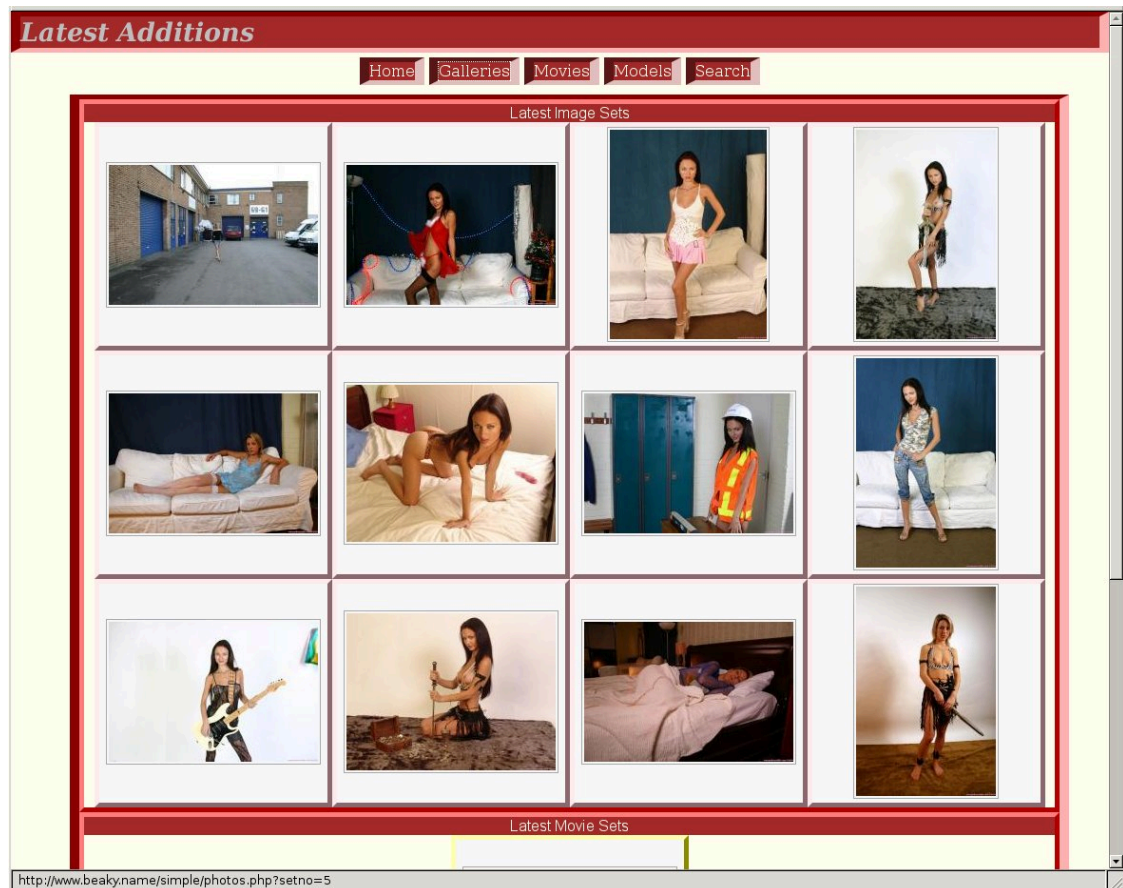 Latest Additions
Home Galleries Movies Models Search
Latest Image Sets
Latest Movie Sets
http://www.beaky.name/simple/photos.php?setno=5